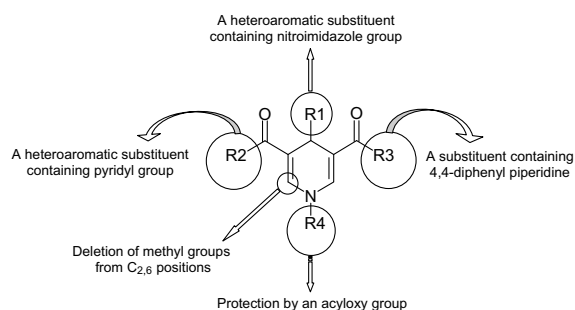 A heteroaromatic substituent
containing nitroimidazole group
O
R1
O
R2
R3
A heteroaromatic substituent
containing pyridyl group
A substituent containing
4,4-diphenyl piperidine
N
R4
Deletion of methyl groups
from C2,6 positions
Protection by an acyloxy group